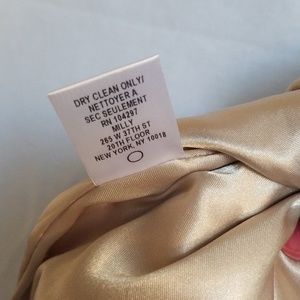 DRY CLEAN ONLY/
NETTOYER A
SEC SEULEMENT
RN 104297
MILLY
265 W 37TH ST
20TH FLOOR
NEW YORK, NY 10018